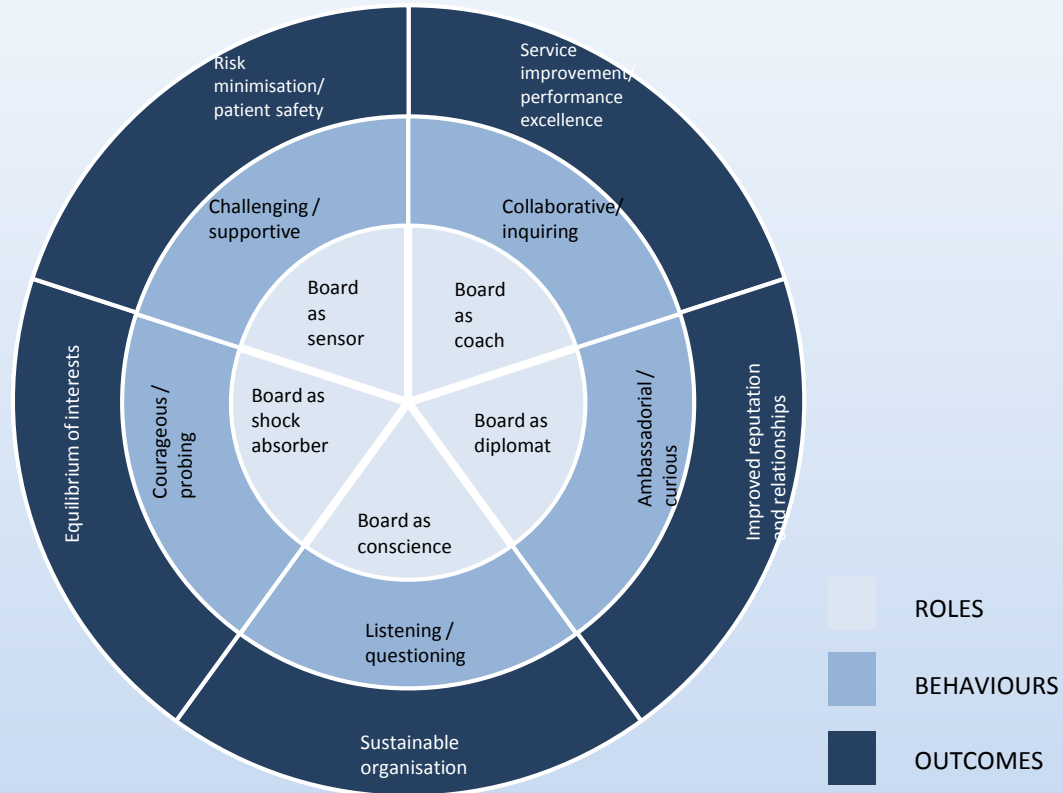 Risk
minimisation/
patient safety
Service
improvement/
performance
excellence
Challenging /
supportive
Collaborative/
inquiring
Board
as
sensor
Board
as
coach
Equilibrium of interests
Courageous /
probing
Board as
shock
absorber
Board as
diplomat
Ambassadorial /
curious
Improved reputation
and relationships
Board as
conscience
Listening /
questioning
Sustainable
organisation
ROLES
BEHAVIOURS
OUTCOMES